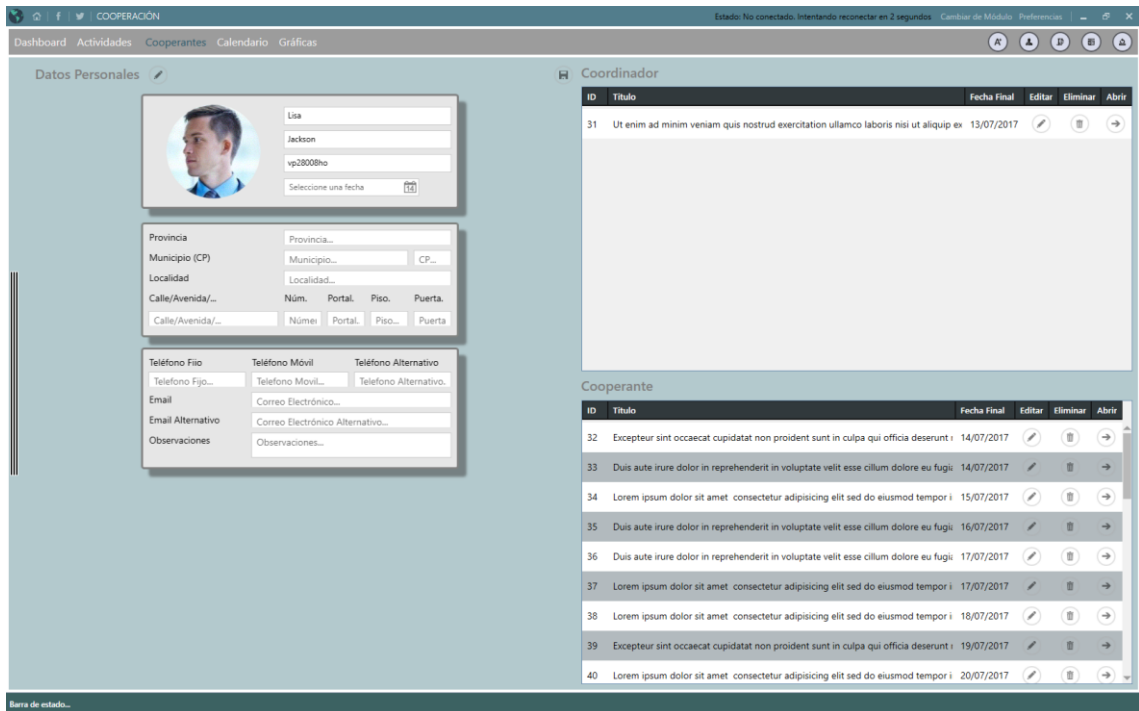 COOPERACIÓN
Estado: No conectado. Intentando reconectar en 2 segundos Cambiar de Módulo Preferencias
Dashboard Actividades Cooperantes Calendario Gráficas
Datos Personales
Lisa
Jackson
vp28008ho
Seleccione una fecha 14
Provincia Provincia...
Municipio (CP) Municipio... CP...
Localidad Localidad...
Calle/Avenida/... Núm. Portal. Piso. Puerta.
Calle/Avenida/... Númer Portal. Piso... Puerta
Teléfono Fijo Teléfono Móvil Teléfono Alternativo
Telefono Fijo... Telefono Movil... Telefono Alternativo.
Email Correo Electrónico...
Email Alternativo Correo Electrónico Alternativo...
Observaciones Observaciones...
Coordinador
ID Titulo Fecha Final Editar Eliminar Abrir
31 Ut enim ad minim veniam quis nostrud exercitation ullamco laboris nisi ut aliquip ex 13/07/2017
Cooperante
ID Titulo Fecha Final Editar Eliminar Abrir
32 Excepteur sint occaecat cupidatat non proident sunt in culpa qui officia deserunt 14/07/2017
33 Duis aute irure dolor in reprehenderit in voluptate velit esse cillum dolore eu fugia 14/07/2017
34 Lorem ipsum dolor sit amet consectetur adipisicing elit sed do eiusmod tempor i 15/07/2017
35 Duis aute irure dolor in reprehenderit in voluptate velit esse cillum dolore eu fugia 16/07/2017
36 Duis aute irure dolor in reprehenderit in voluptate velit esse cillum dolore eu fugia 17/07/2017
37 Lorem ipsum dolor sit amet consectetur adipisicing elit sed do eiusmod tempor i 17/07/2017
38 Lorem ipsum dolor sit amet consectetur adipisicing elit sed do eiusmod tempor i 18/07/2017
39 Excepteur sint occaecat cupidatat non proident sunt in culpa qui officia deserunt 19/07/2017
40 Lorem ipsum dolor sit amet consectetur adipisicing elit sed do eiusmod tempor i 20/07/2017
Barra de estado...